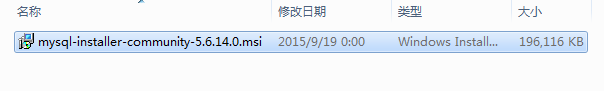 名称 修改日期 类型 大小
mysql-installer-community-5.6.14.0.msi 2015/9/19 0:00 Windows Install... 196,116 KB